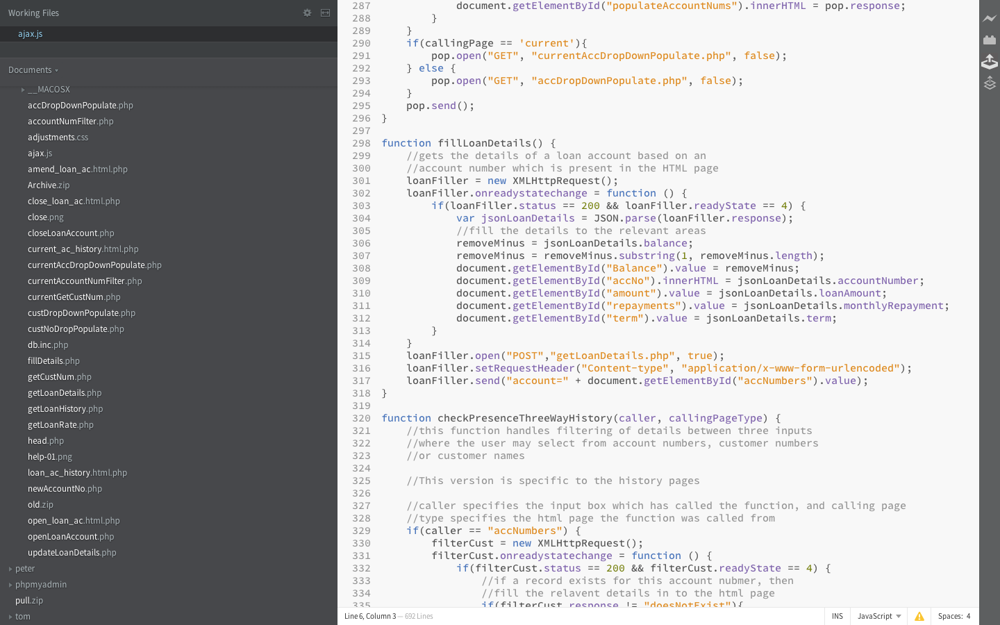 Working Files
ajax.js
Documents
__MACOSX
accDropDownPopulate.php
accountNumFilter.php
adjustments.css
ajax.js
amend_loan_ac.html.php
Archive.zip
close_loan_ac.html.php
close.png
closeLoanAccount.php
current_ac_history.html.php
currentAccDropDownPopulate.php
currentAccountNumFilter.php
currentGetCustNum.php
custDropDownPopulate.php
custNoDropPopulate.php
db.inc.php
fillDetails.php
getCustNum.php
getLoanDetails.php
getLoanHistory.php
getLoanRate.php
head.php
help-01.png
loan_ac_history.html.php
newAccountNo.php
old.zip
open_loan_ac.html.php
openLoanAccount.php
updateLoanDetails.php
peter
phpmyadmin
pull.zip
tom
287 document.getElementById("populateAccountNums").innerHTML = pop.response;
288 }
289 }
290 if(callingPage == 'current'){
291 pop.open("GET", "currentAccDropDownPopulate.php", false);
292 } else {
293 pop.open("GET", "accDropDownPopulate.php", false);
294 }
295 pop.send();
296 }
297
298 function fillLoanDetails() {
299 //gets the details of a loan account based on an
300 //account number which is present in the HTML page
301 loanFiller = new XMLHttpRequest();
302 loanFiller.onreadystatechange = function () {
303 if(loanFiller.status == 200 && loanFiller.readyState == 4) {
304 var jsonLoanDetails = JSON.parse(loanFiller.response);
305 //fill the details to the relevant areas
306 removeMinus = jsonLoanDetails.balance;
307 removeMinus = removeMinus.substring(1, removeMinus.length);
308 document.getElementById("Balance").value = removeMinus;
309 document.getElementById("accNo").innerHTML = jsonLoanDetails.accountNumber;
310 document.getElementById("amount").value = jsonLoanDetails.loanAmount;
311 document.getElementById("repayments").value = jsonLoanDetails.monthlyRepayment;
312 document.getElementById("term").value = jsonLoanDetails.term;
313 }
314 }
315 loanFiller.open("POST","getLoanDetails.php", true);
316 loanFiller.setRequestHeader("Content-type", "application/x-www-form-urlencoded");
317 loanFiller.send("account=" + document.getElementById("accNumbers").value);
318 }
319
320 function checkPresenceThreeWayHistory(caller, callingPageType) {
321 //this function handles filtering of details between three inputs
322 //where the user may select from account numbers, customer numbers
323 //or customer names
324
325 //This version is specific to the history pages
326
327 //caller specifies the input box which has called the function, and calling page
328 //type specifies the html page the function was called from
329 if(caller == "accNumbers") {
330 filterCust = new XMLHttpRequest();
331 filterCust.onreadystatechange = function () {
332 if(filterCust.status == 200 && filterCust.readyState == 4) {
333 //if a record exists for this account nubmer, then
334 //fill the relavent details in to the html page
335 if(filterCust.response != "doesNotExist"){
Line 6, Column 3 — 692 Lines
INS
JavaScript
Spaces: 4